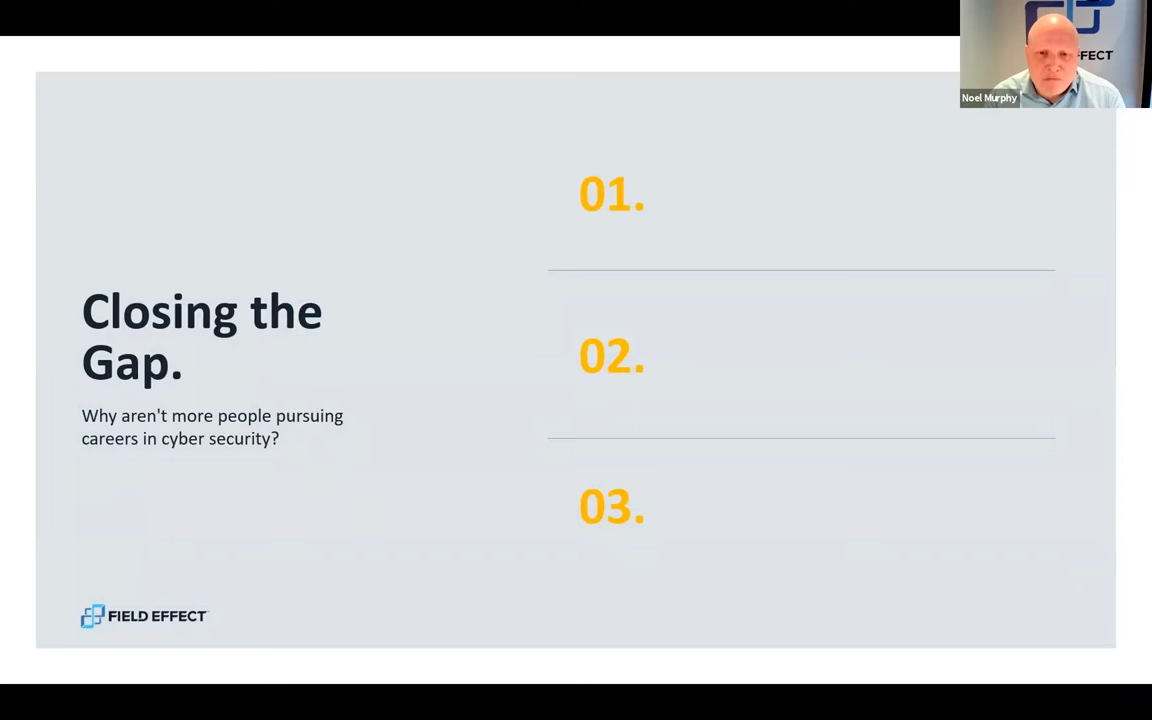 FFECT
Noel Murphy
Closing the
Gap.
Why aren't more people pursuing
careers in cyber security?
01.
02.
03.
FIELD EFFECT